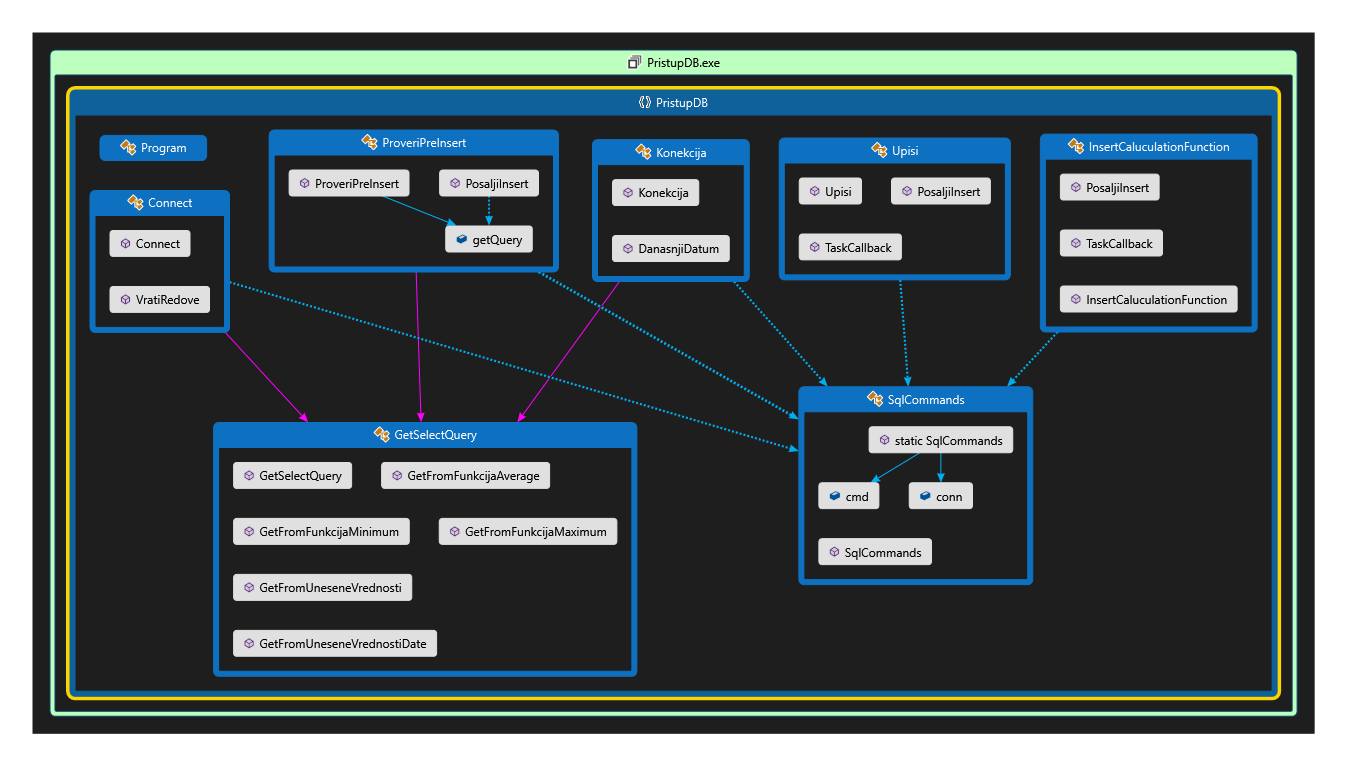 PristupDB.exe
PristupDB
Program
ProveriPreInsert
ProveriPreInsert
PosaljiInsert
getQuery
Konekcija
Konekcija
DanasnjiDatum
Upisi
Upisi
PosaljiInsert
TaskCallback
InsertCaluculationFunction
PosaljiInsert
TaskCallback
InsertCaluculationFunction
Connect
Connect
VratiRedove
GetSelectQuery
GetSelectQuery
GetFromFunkcijaAverage
GetFromFunkcijaMinimum
GetFromFunkcijaMaximum
GetFromUneseneVrednosti
GetFromUneseneVrednostiDate
SqlCommands
static SqlCommands
cmd
conn
SqlCommands